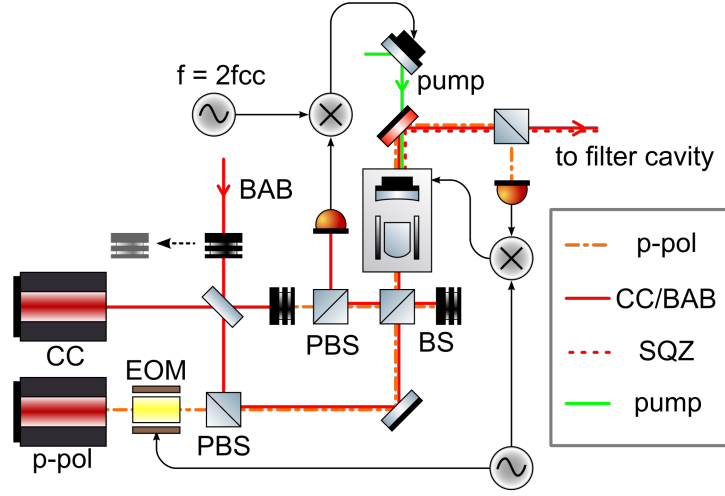 f = 2fcc
pump
to filter cavity
BAB
CC
PBS
BS
EOM
p-pol
PBS
p-pol
CC/BAB
SQZ
pump